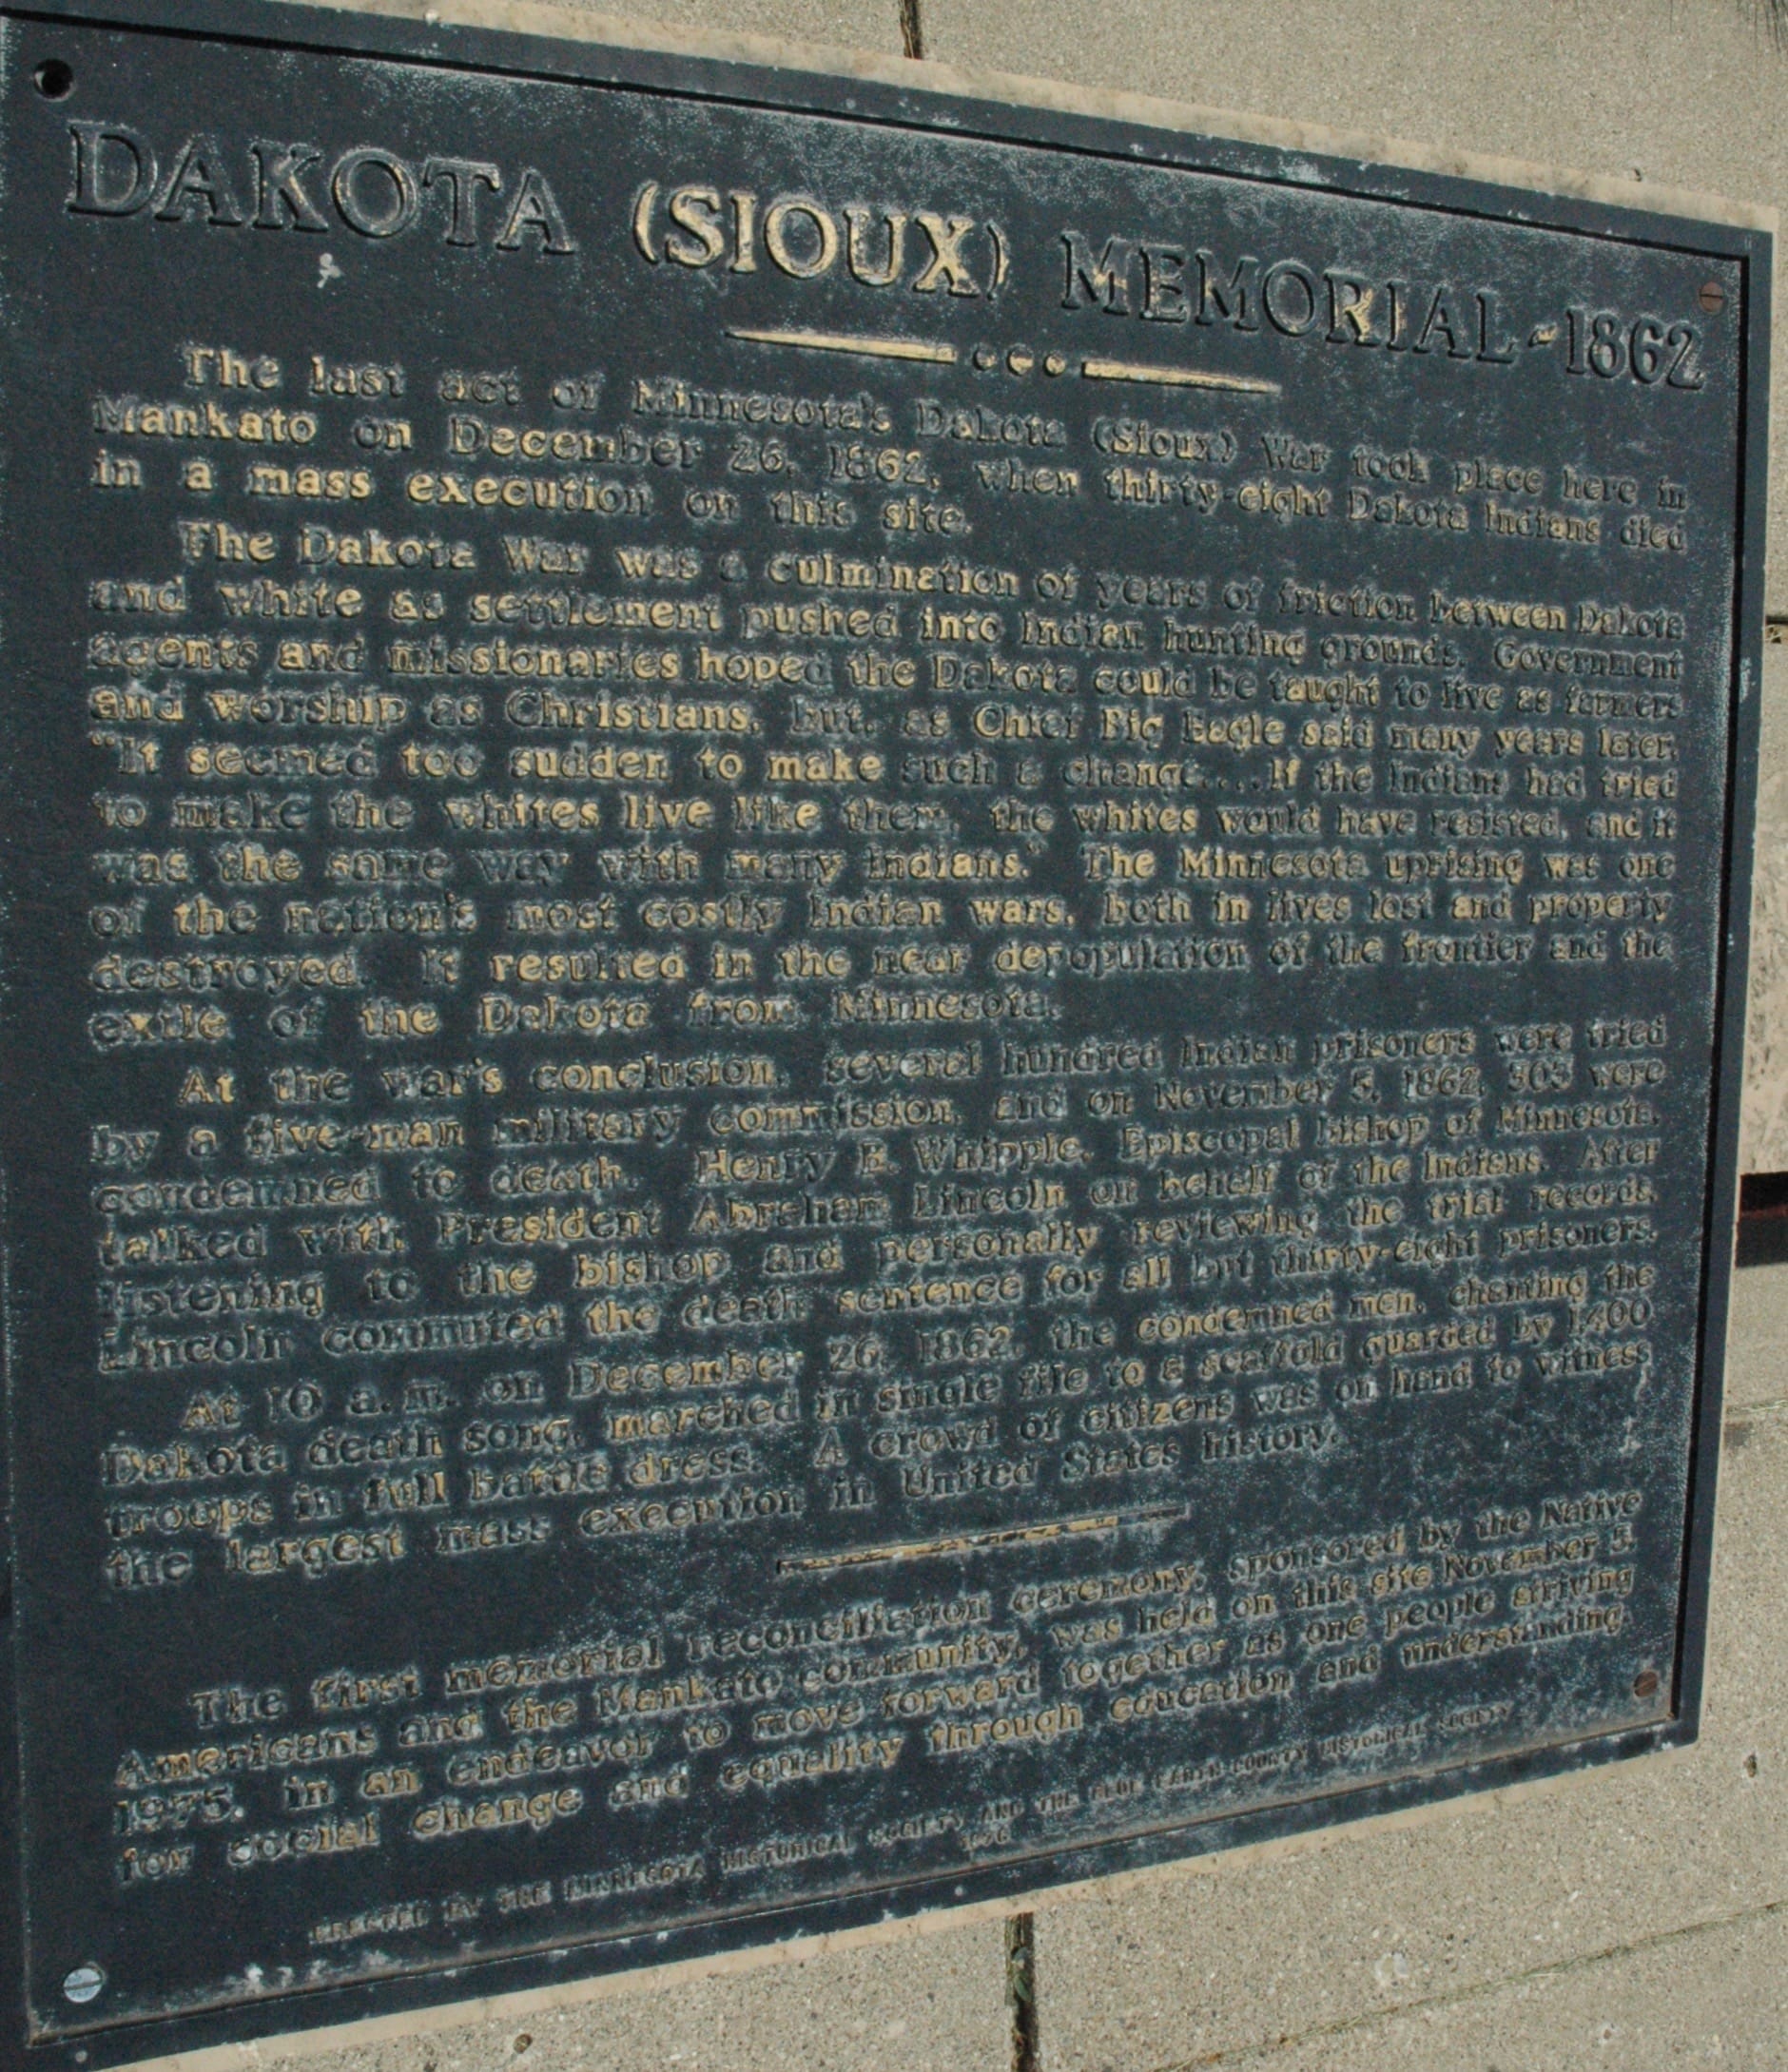 DAKOTA (SIOUX) MEMORIAL - 1862
The last act of Minnesota's Dakota (Sioux) War took place here in
Mankato on December 26, 1862, when thirty-eight Dakota Indians died
in a mass execution on this site.
The Dakota War was a culmination of years of friction between Dakota
and white as settlement pushed into Indian hunting grounds. Government
agents and missionaries hoped the Dakota could be taught to live as farmers
and worship as Christians, but, as Chief Big Eagle said many years later,
"It seemed too sudden to make such a change....If the Indians had tried
to make the whites live like them, the whites would have resisted, and it
was the same way with many Indians." The Minnesota uprising was one
of the nation's most costly Indian wars, both in lives lost and property
destroyed. It resulted in the near depopulation of the frontier and the
exile of the Dakota from Minnesota.
At the war's conclusion, several hundred Indian prisoners were tried
by a five-man military commission, and on November 5, 1862, 303 were
condemned to death. Henry B. Whipple, Episcopal bishop of Minnesota,
talked with President Abraham Lincoln on behalf of the Indians. After
listening to the bishop and personally reviewing the trial records,
Lincoln commuted the death sentence for all but thirty-eight prisoners.
At 10 a.m. on December 26, 1862, the condemned men, chanting the
Dakota death song, marched in single file to a scaffold guarded by 1,400
troops in full battle dress. A crowd of citizens was on hand to witness
the largest mass execution in United States history.
The first memorial reconciliation ceremony, sponsored by the Native
Americans and the Mankato community, was held on this site November 5,
1975, in an endeavor to move forward together as one people striving
for social change and equality through education and understanding.
ERECTED BY THE MINNESOTA HISTORICAL SOCIETY AND THE BLUE EARTH COUNTY HISTORICAL SOCIETY
1976